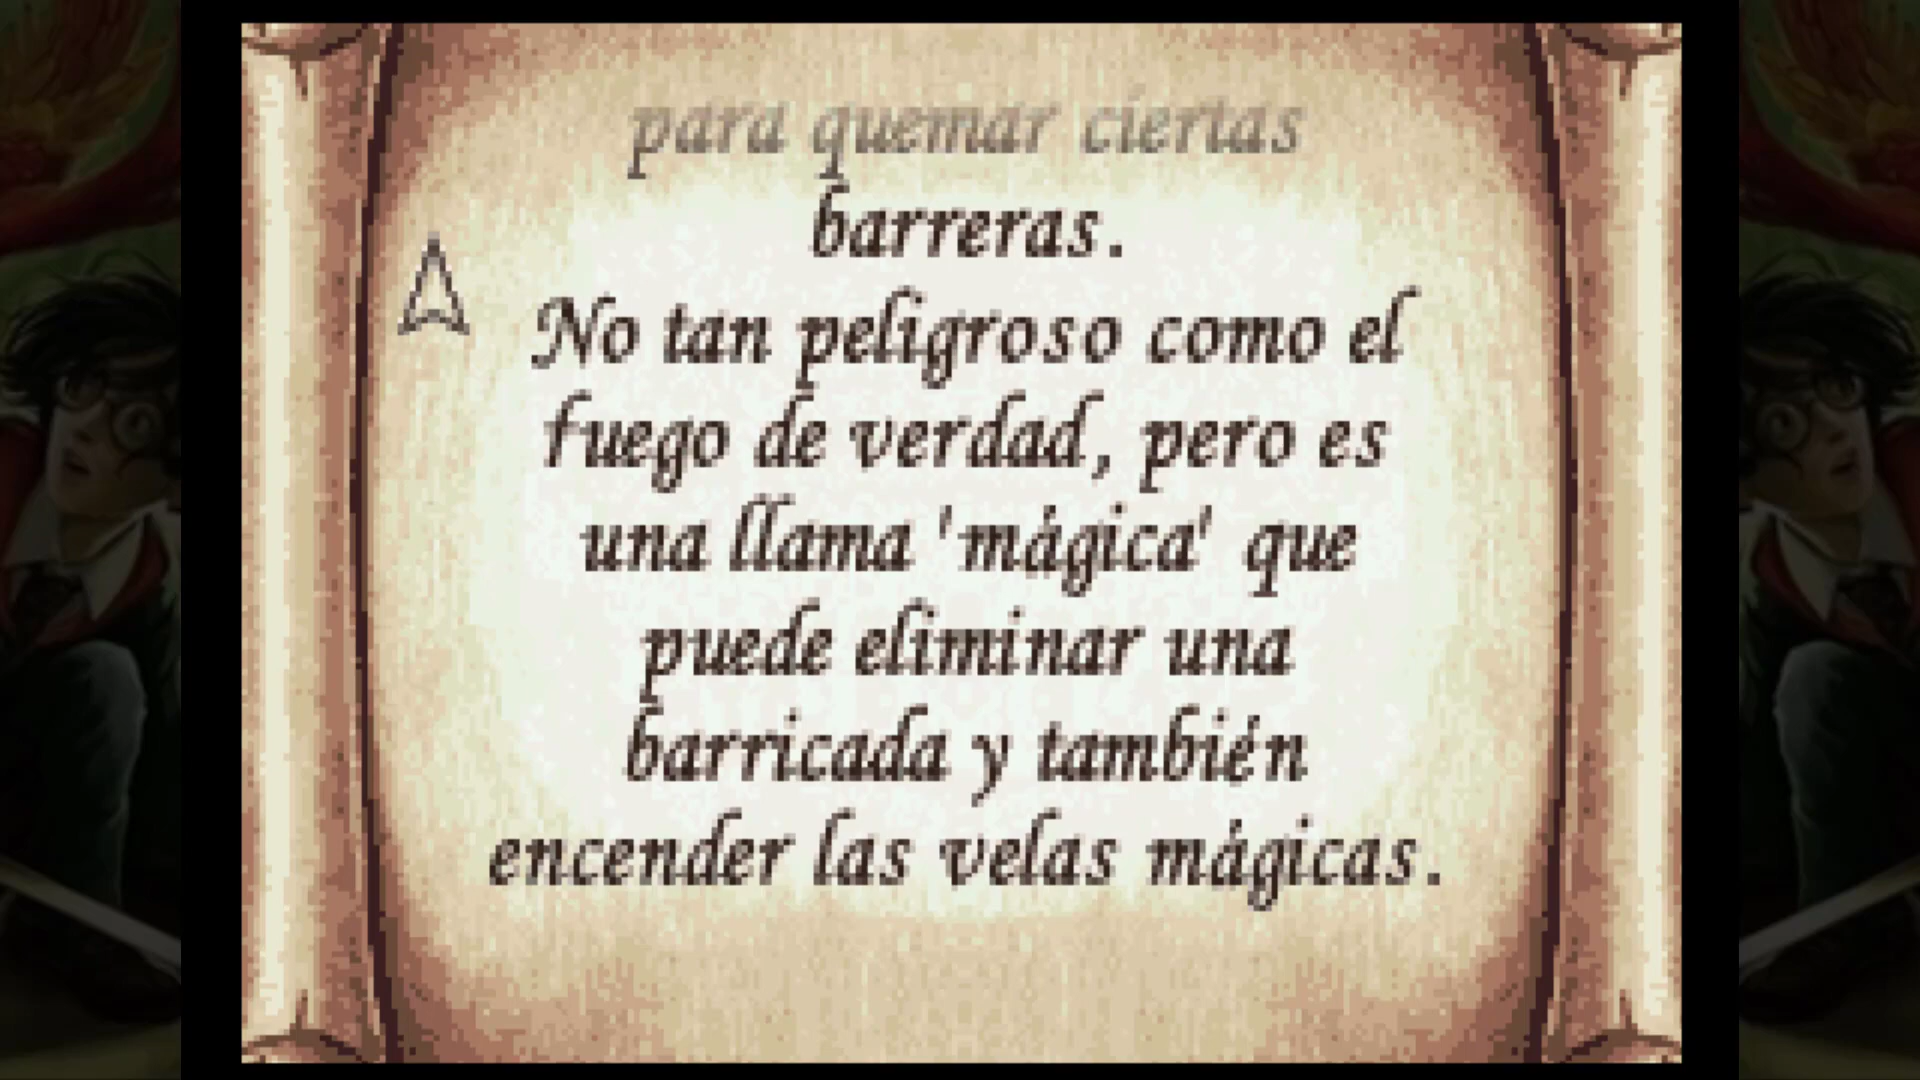 para quemar ciertas
barreras.
No tan peligroso como el
fuego de verdad, pero es
una llama 'mágica' que
puede eliminar una
barricada y también
encender las velas mágicas.